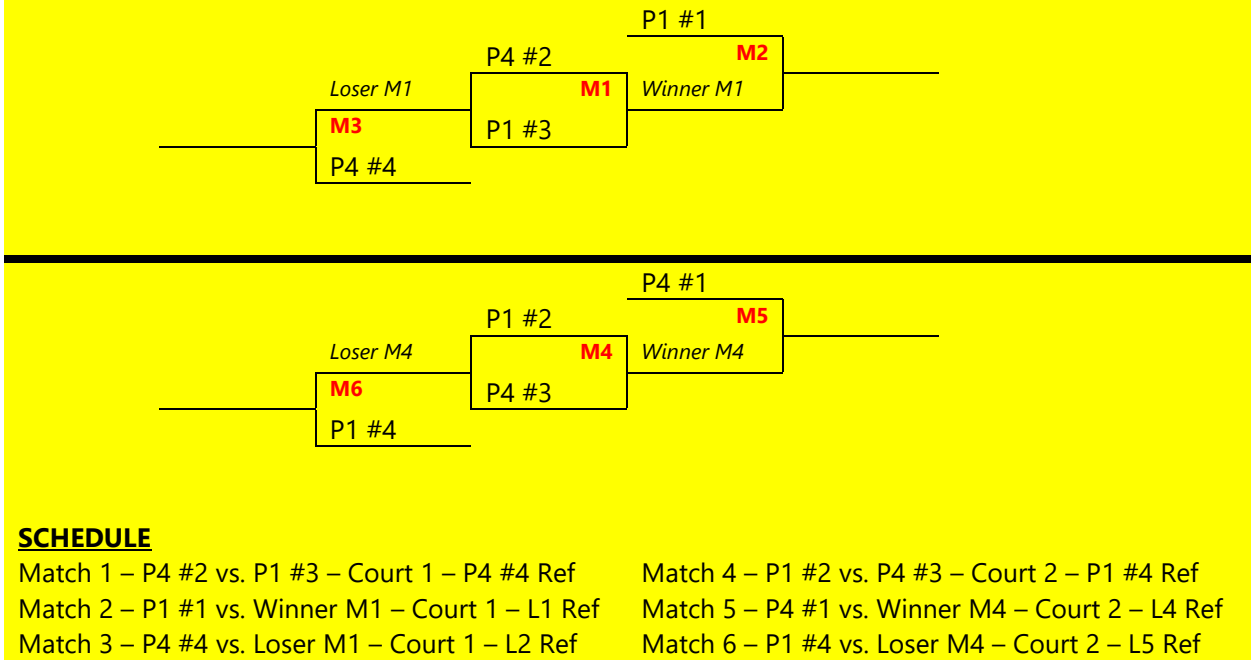 P1 #1
P4 #2
M2
Loser M1
M1
Winner M1
M3
P1 #3
P4 #4
P4 #1
P1 #2
M5
Loser M4
M4
Winner M4
M6
P4 #3
P1 #4
SCHEDULE
Match 1 – P4 #2 vs. P1 #3 – Court 1 – P4 #4 Ref
Match 2 – P1 #1 vs. Winner M1 – Court 1 – L1 Ref
Match 3 – P4 #4 vs. Loser M1 – Court 1 – L2 Ref
Match 4 – P1 #2 vs. P4 #3 – Court 2 – P1 #4 Ref
Match 5 – P4 #1 vs. Winner M4 – Court 2 – L4 Ref
Match 6 – P1 #4 vs. Loser M4 – Court 2 – L5 Ref